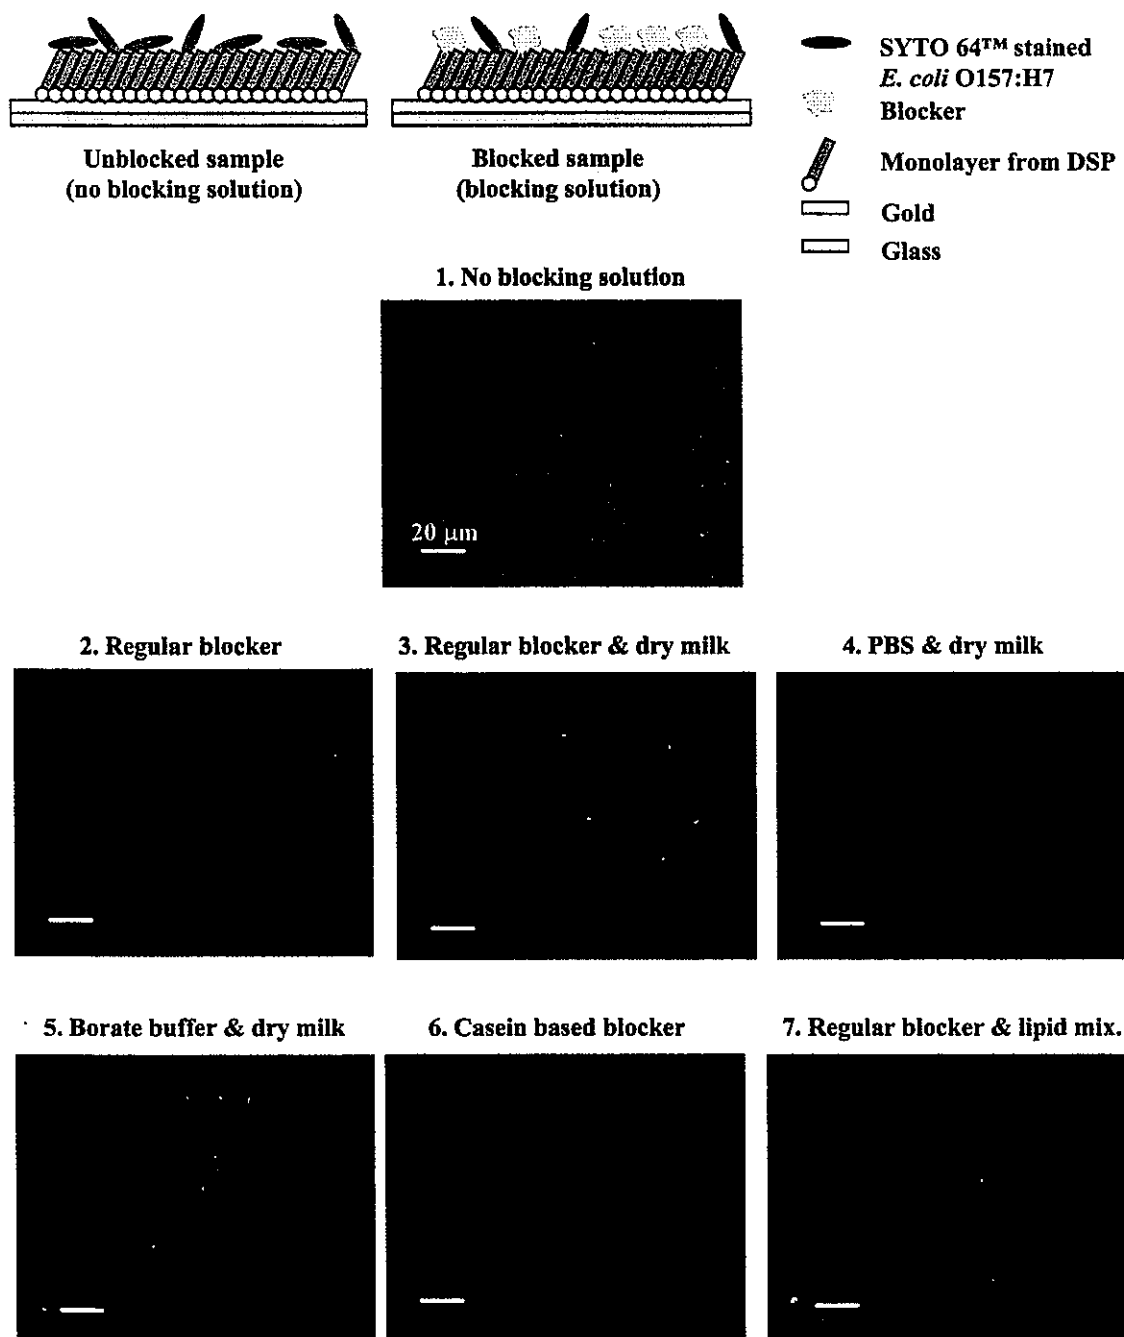 SYTO 64™ stained
E. coli O157:H7
Blocker
Monolayer from DSP
Gold
Glass
Unblocked sample
(no blocking solution)
Blocked sample
(blocking solution)
1. No blocking solution
20 μm
2. Regular blocker
3. Regular blocker & dry milk
4. PBS & dry milk
5. Borate buffer & dry milk
6. Casein based blocker
7. Regular blocker & lipid mix.